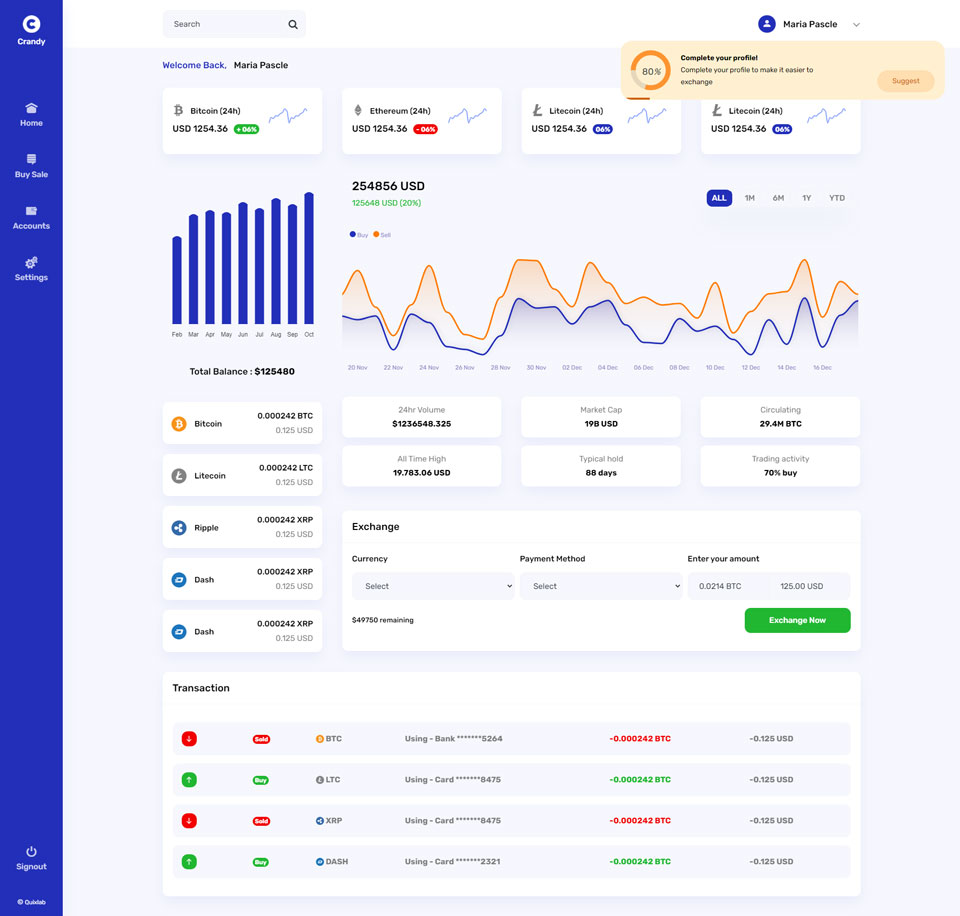 Crandy
Home
Buy Sale
Accounts
Settings
Signout
© Quixlab
Search
Maria Pascle
Welcome Back, Maria Pascle
80%
Complete your profile!
Complete your profile to make it easier to
exchange
Suggest
Bitcoin (24h)
USD 1254.36 + 06%
Ethereum (24h)
USD 1254.36 - 06%
Litecoin (24h)
USD 1254.36 06%
Litecoin (24h)
USD 1254.36 06%
Feb Mar Apr May Jun Jul Aug Sep Oct
Total Balance : $125480
254856 USD
125648 USD (20%)
ALL 1M 6M 1Y YTD
Buy Sell
20 Nov 22 Nov 24 Nov 26 Nov 28 Nov 30 Nov 02 Dec 04 Dec 06 Dec 08 Dec 10 Dec 12 Dec 14 Dec 16 Dec
Bitcoin
0.000242 BTC
0.125 USD
Litecoin
0.000242 LTC
0.125 USD
Ripple
0.000242 XRP
0.125 USD
Dash
0.000242 XRP
0.125 USD
Dash
0.000242 XRP
0.125 USD
24hr Volume
$1236548.325
Market Cap
19B USD
Circulating
29.4M BTC
All Time High
19.783.06 USD
Typical hold
88 days
Trading activity
70% buy
Exchange
Currency Payment Method Enter your amount
Select Select 0.0214 BTC 125.00 USD
$49750 remaining
Exchange Now
Transaction
Sold BTC Using - Bank *******5264 -0.000242 BTC -0.125 USD
Buy LTC Using - Card *******8475 -0.000242 BTC -0.125 USD
Sold XRP Using - Card *******8475 -0.000242 BTC -0.125 USD
Buy DASH Using - Card *******2321 -0.000242 BTC -0.125 USD